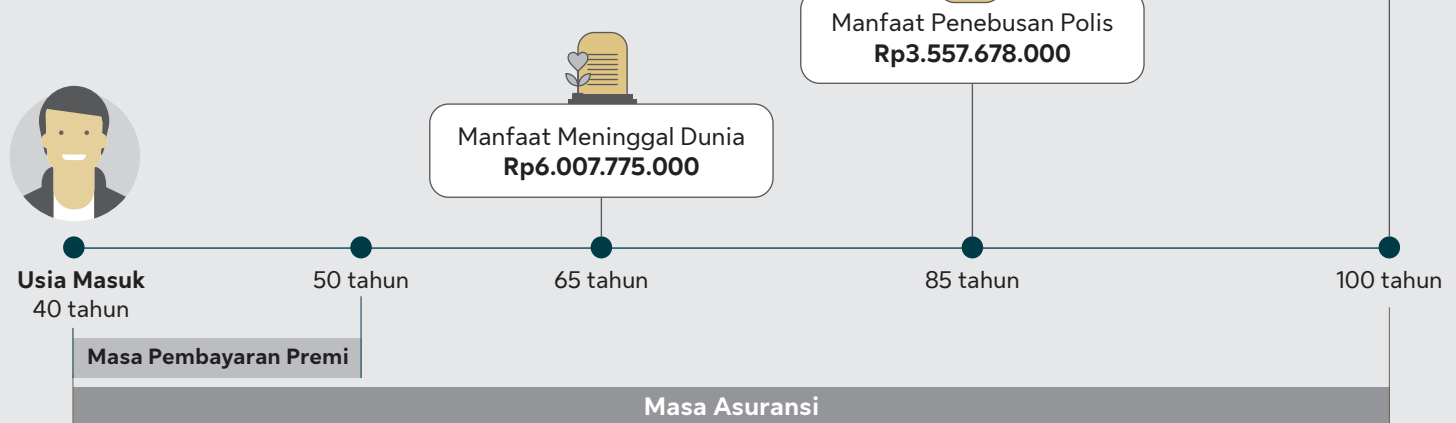 Manfaat Penebusan Polis
Rp3.557.678.000
Manfaat Meninggal Dunia
Rp6.007.775.000
Usia Masuk
40 tahun
50 tahun
65 tahun
85 tahun
100 tahun
Masa Pembayaran Premi
Masa Asuransi